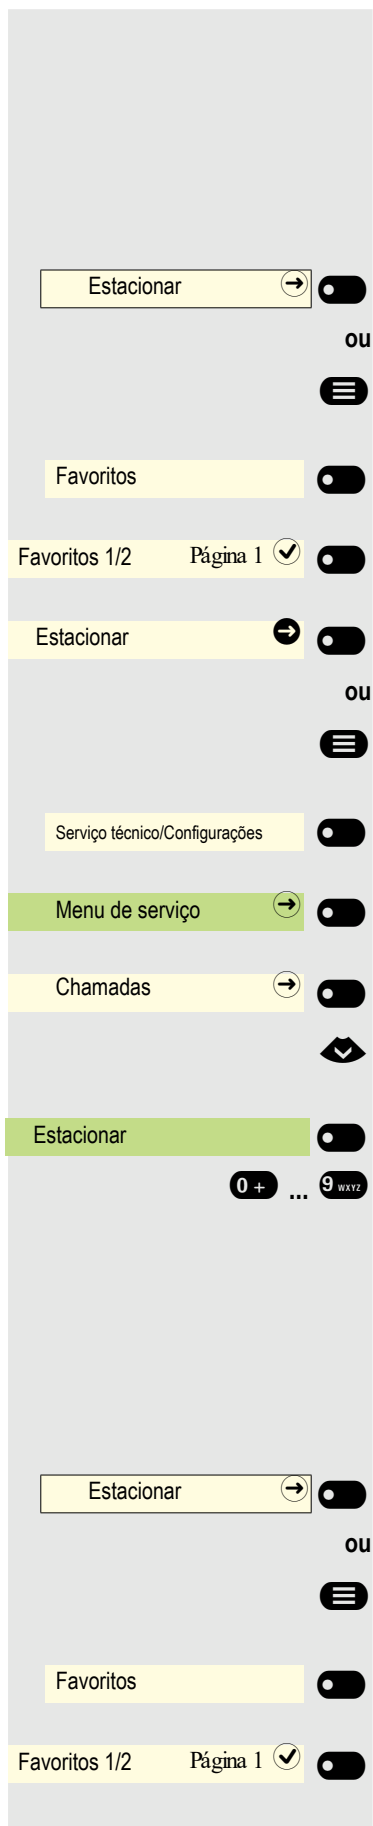 Estacionar
ou
Favoritos
Favoritos 1/2 Página 1
Estacionar
ou
Serviço técnico/Configurações
Menu de serviço
Chamadas
Estacionar
0 + ... 9 WXYZ
Estacionar
ou
Favoritos
Favoritos 1/2 Página 1